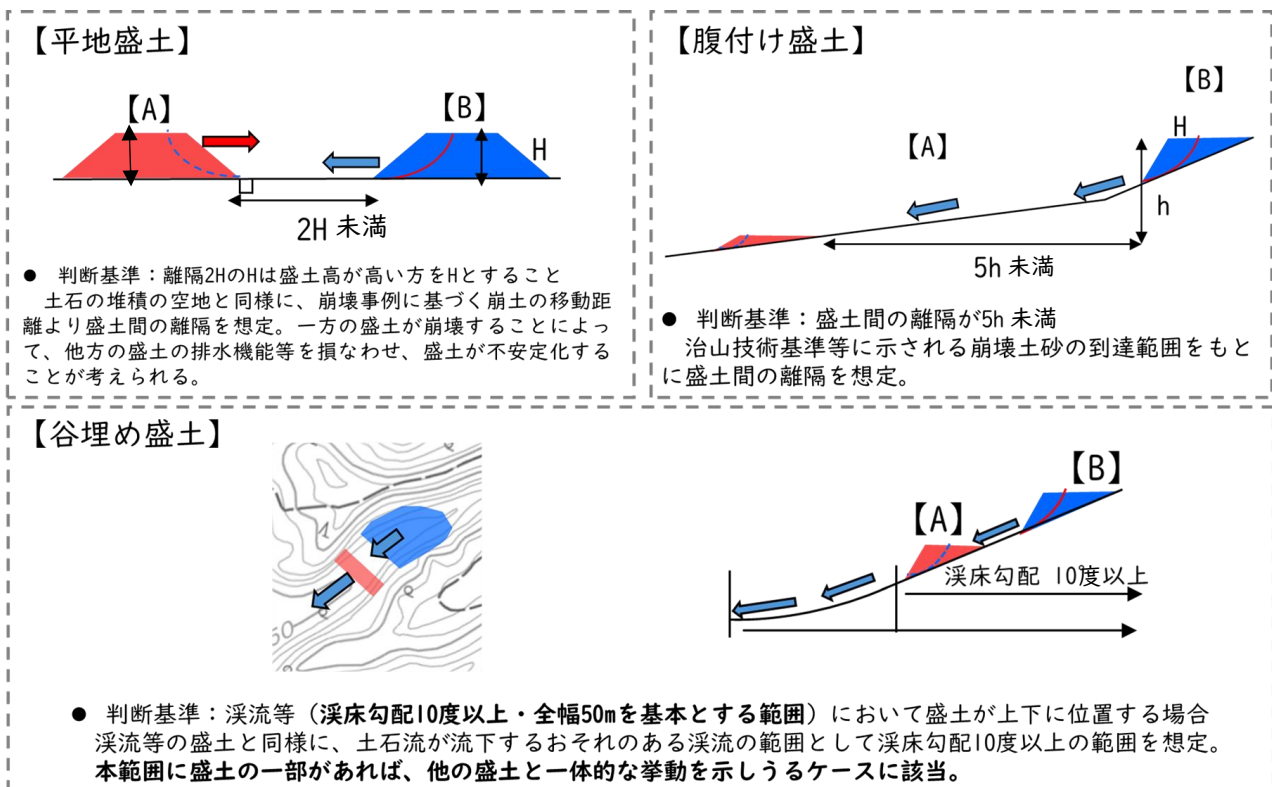 【平地盛土】
【A】
【B】
H
2H 未満
● 判断基準：離隔2HのHは盛土高が高い方をHとすること
土石の堆積の空地と同様に、崩壊事例に基づく崩土の移動距
離より盛土間の離隔を想定。一方の盛土が崩壊することによっ
て、他方の盛土の排水機能等を損なわせ、盛土が不安定化する
ことが考えられる。
【腹付け盛土】
【B】
H
【A】
h
5h 未満
● 判断基準：盛土間の離隔が5h 未満
治山技術基準等に示される崩壊土砂の到達範囲をもと
に盛土間の離隔を想定。
【谷埋め盛土】
50
【B】
【A】
渓床勾配 10度以上
● 判断基準：渓流等（渓床勾配10度以上・全幅50mを基本とする範囲）において盛土が上下に位置する場合
渓流等の盛土と同様に、土石流が流下するおそれのある渓流の範囲として渓床勾配10度以上の範囲を想定。
本範囲に盛土の一部があれば、他の盛土と一体的な挙動を示しうるケースに該当。